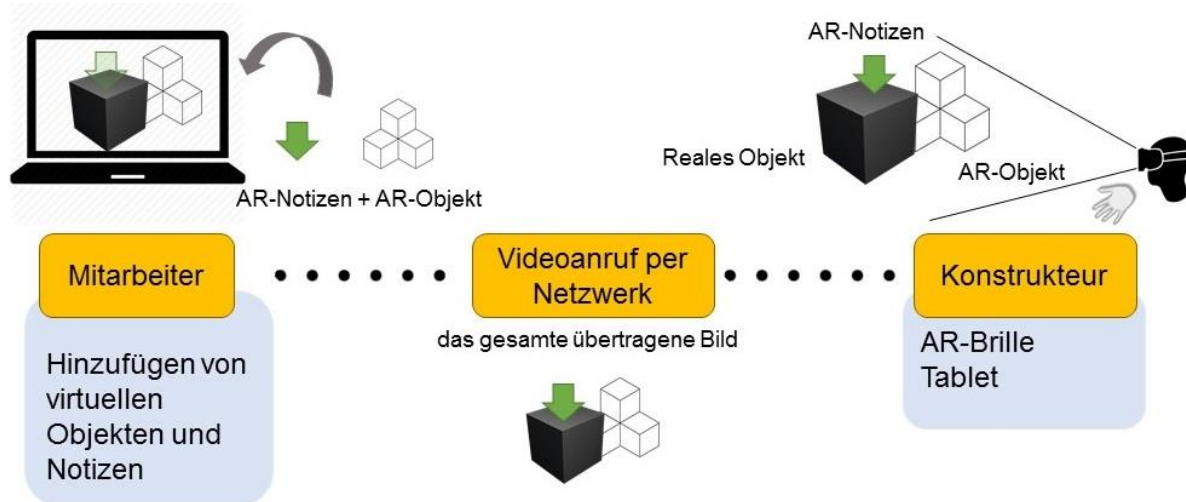 AR-Notizen + AR-Objekt
AR-Notizen
Reales Objekt
AR-Objekt
Mitarbeiter
Hinzufügen von
virtuellen
Objekten und
Notizen
Videoanruf per
Netzwerk
das gesamte übertragene Bild
Konstrukteur
AR-Brille
Tablet